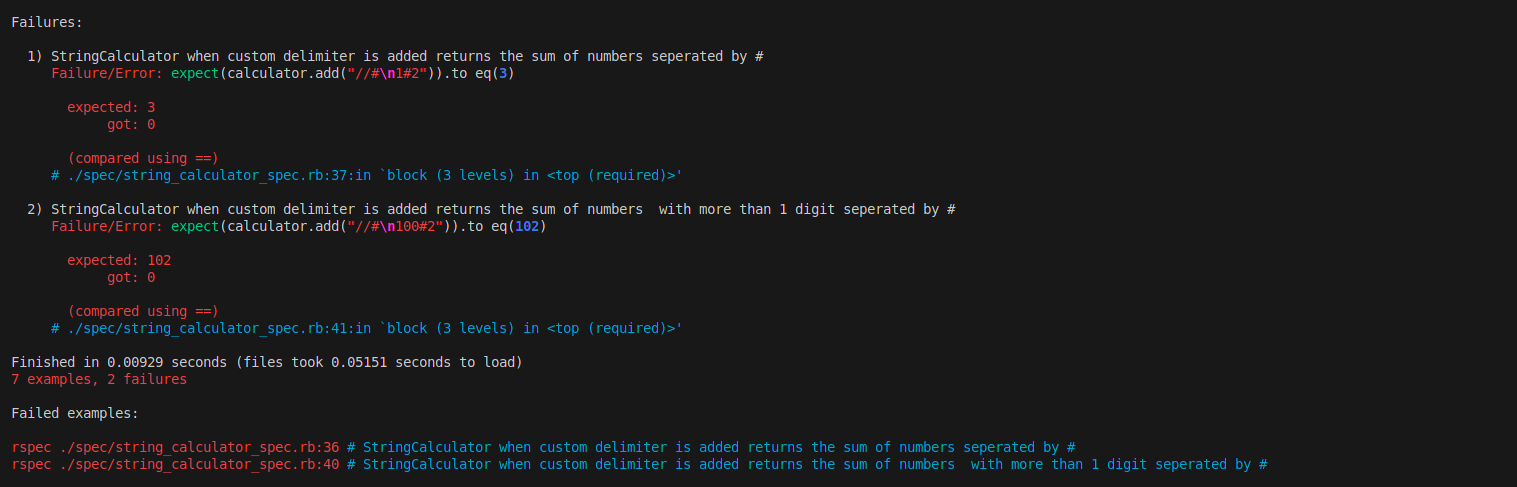 Failures:
1) StringCalculator when custom delimiter is added returns the sum of numbers seperated by #
Failure/Error: expect(calculator.add("//#\n1#2")).to eq(3)
expected: 3
got: 0
(compared using ==)
# ./spec/string_calculator_spec.rb:37:in `block (3 levels) in <top (required)>'
2) StringCalculator when custom delimiter is added returns the sum of numbers  with more than 1 digit seperated by #
Failure/Error: expect(calculator.add("//#\n100#2")).to eq(102)
expected: 102
got: 0
(compared using ==)
# ./spec/string_calculator_spec.rb:41:in `block (3 levels) in <top (required)>'
Finished in 0.00929 seconds (files took 0.05151 seconds to load)
7 examples, 2 failures
Failed examples:
rspec ./spec/string_calculator_spec.rb:36 # StringCalculator when custom delimiter is added returns the sum of numbers seperated by #
rspec ./spec/string_calculator_spec.rb:40 # StringCalculator when custom delimiter is added returns the sum of numbers  with more than 1 digit seperated by #